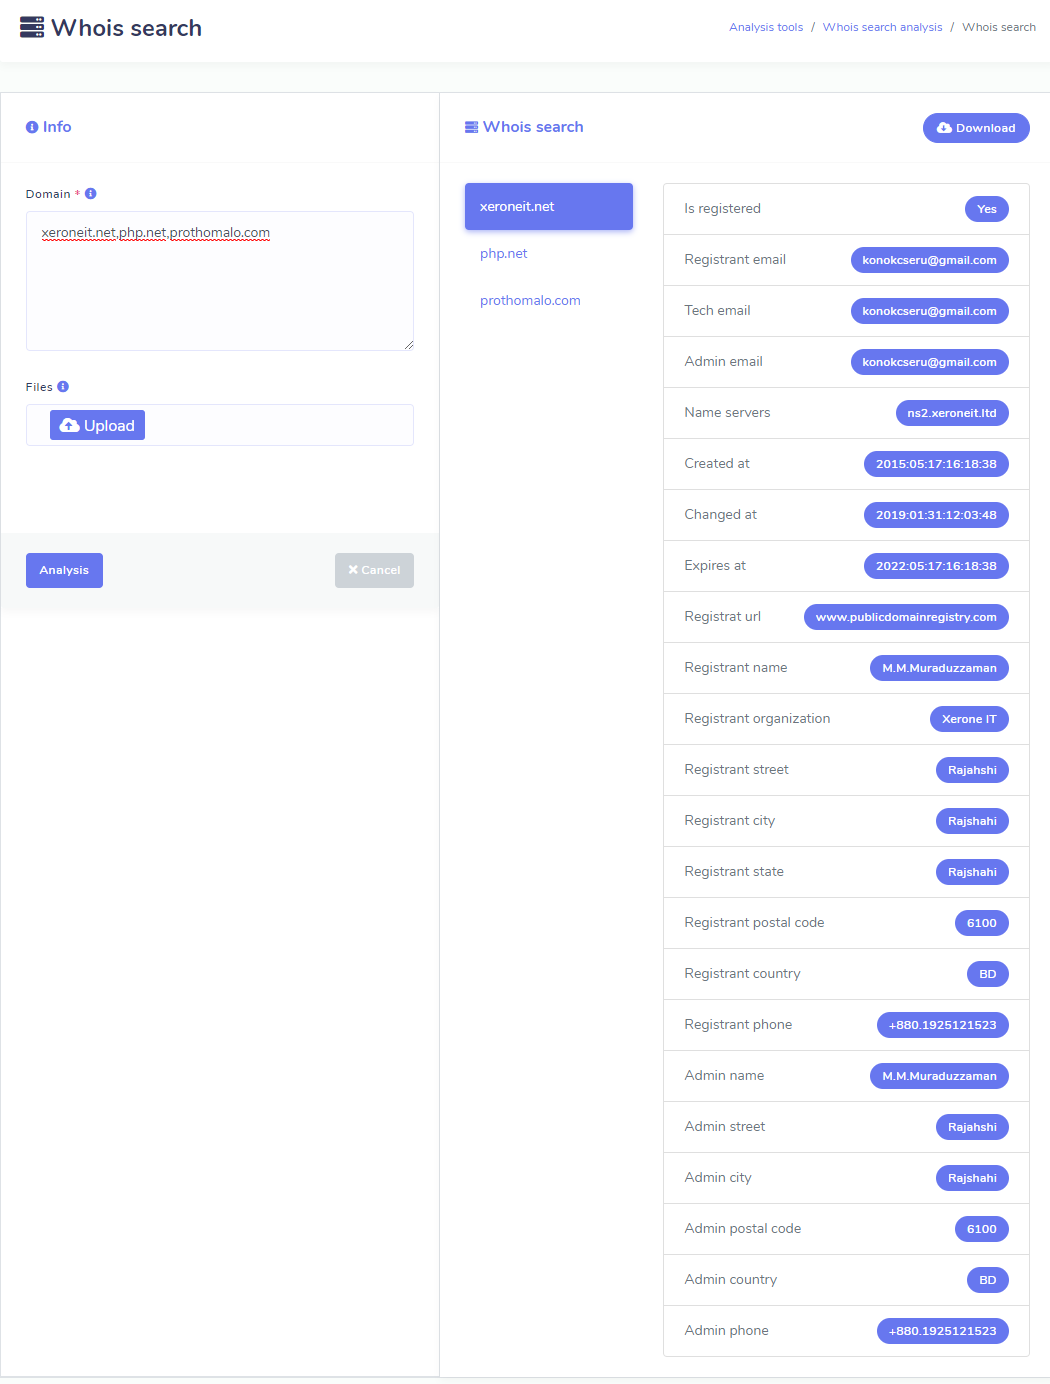 Whois search
Analysis tools / Whois search analysis / Whois search
Info
Domain *
xeroneit.net,php.net,prothomalo.com
Files
Upload
Analysis
Cancel
Whois search
Download
xeroneit.net
php.net
prothomalo.com
Is registered Yes
Registrant email konokcseru@gmail.com
Tech email konokcseru@gmail.com
Admin email konokcseru@gmail.com
Name servers ns2.xeroneit.ltd
Created at 2015:05:17:16:18:38
Changed at 2019:01:31:12:03:48
Expires at 2022:05:17:16:18:38
Registrat url www.publicdomainregistry.com
Registrant name M.M.Muraduzzaman
Registrant organization Xerone IT
Registrant street Rajahshi
Registrant city Rajshahi
Registrant state Rajshahi
Registrant postal code 6100
Registrant country BD
Registrant phone +880.1925121523
Admin name M.M.Muraduzzaman
Admin street Rajahshi
Admin city Rajshahi
Admin postal code 6100
Admin country BD
Admin phone +880.1925121523